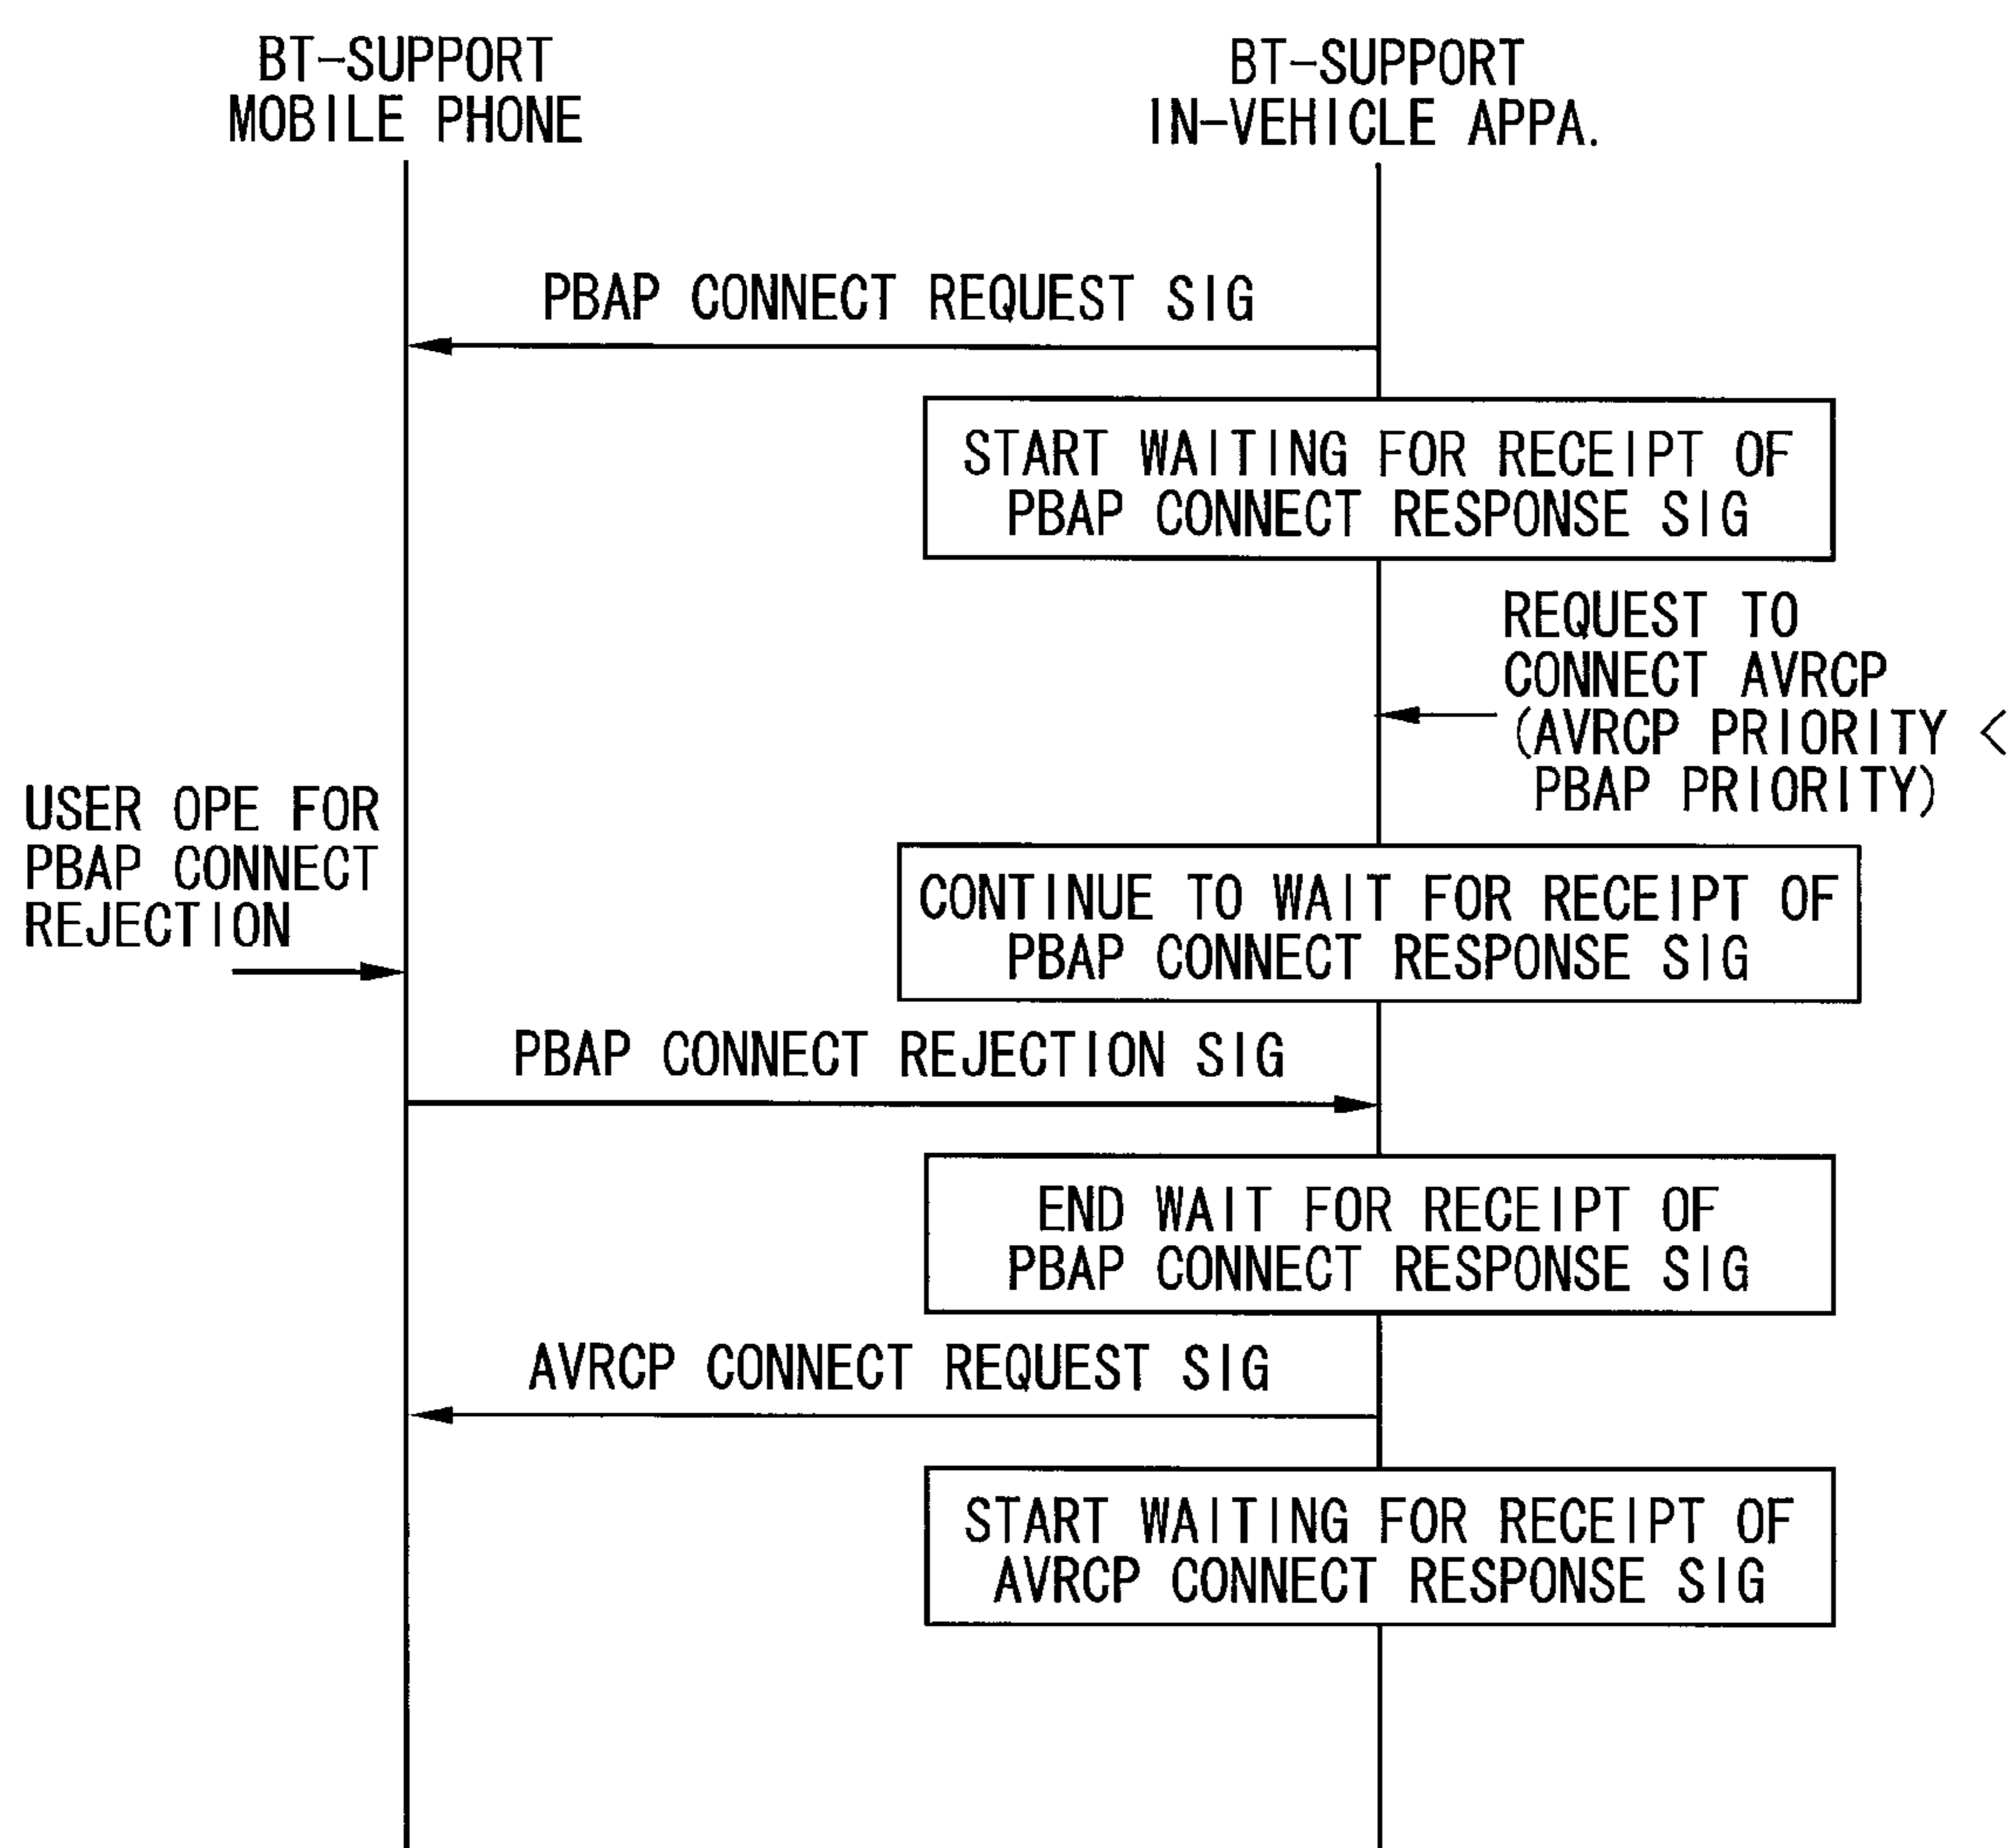 BT-SUPPORT
MOBILE PHONE
BT-SUPPORT
IN-VEHICLE APPA.
PBAP CONNECT REQUEST SIG
START WAITING FOR RECEIPT OF
PBAP CONNECT RESPONSE SIG
REQUEST TO
CONNECT AVRCP
(AVRCP PRIORITY <
PBAP PRIORITY)
USER OPE FOR
PBAP CONNECT
REJECTION
CONTINUE TO WAIT FOR RECEIPT OF
PBAP CONNECT RESPONSE SIG
PBAP CONNECT REJECTION SIG
END WAIT FOR RECEIPT OF
PBAP CONNECT RESPONSE SIG
AVRCP CONNECT REQUEST SIG
START WAITING FOR RECEIPT OF
AVRCP CONNECT RESPONSE SIG